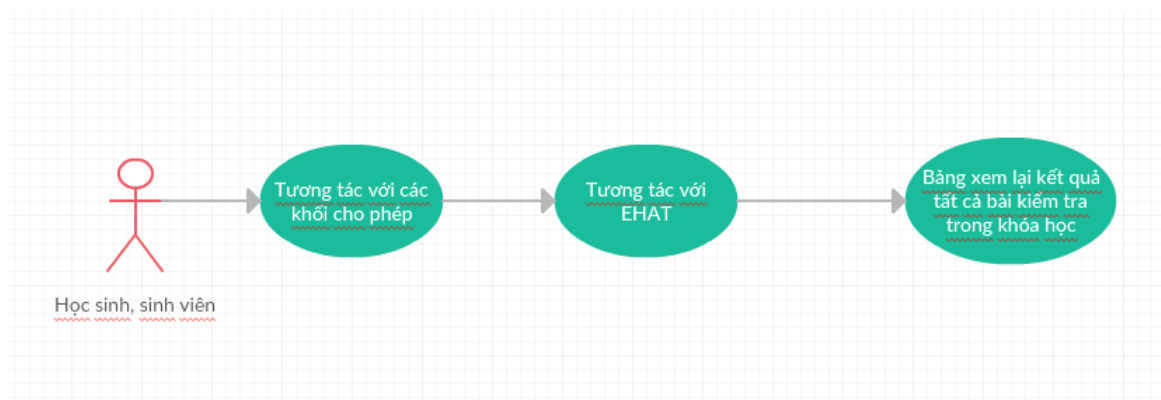 Tương tác với các
khối cho phép
Tương tác với
EHAT
Bảng xem lại kết quả
tất cả bài kiểm tra
trong khóa học
Học sinh, sinh viên